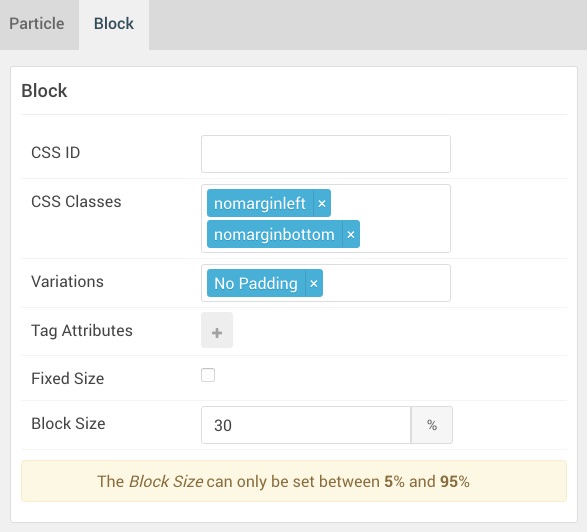 Particle Block
Block
CSS ID
CSS Classes nomarginleft ×
nomarginbottom ×
Variations No Padding ×
Tag Attributes +
Fixed Size
Block Size 30 %
The Block Size can only be set between 5% and 95%